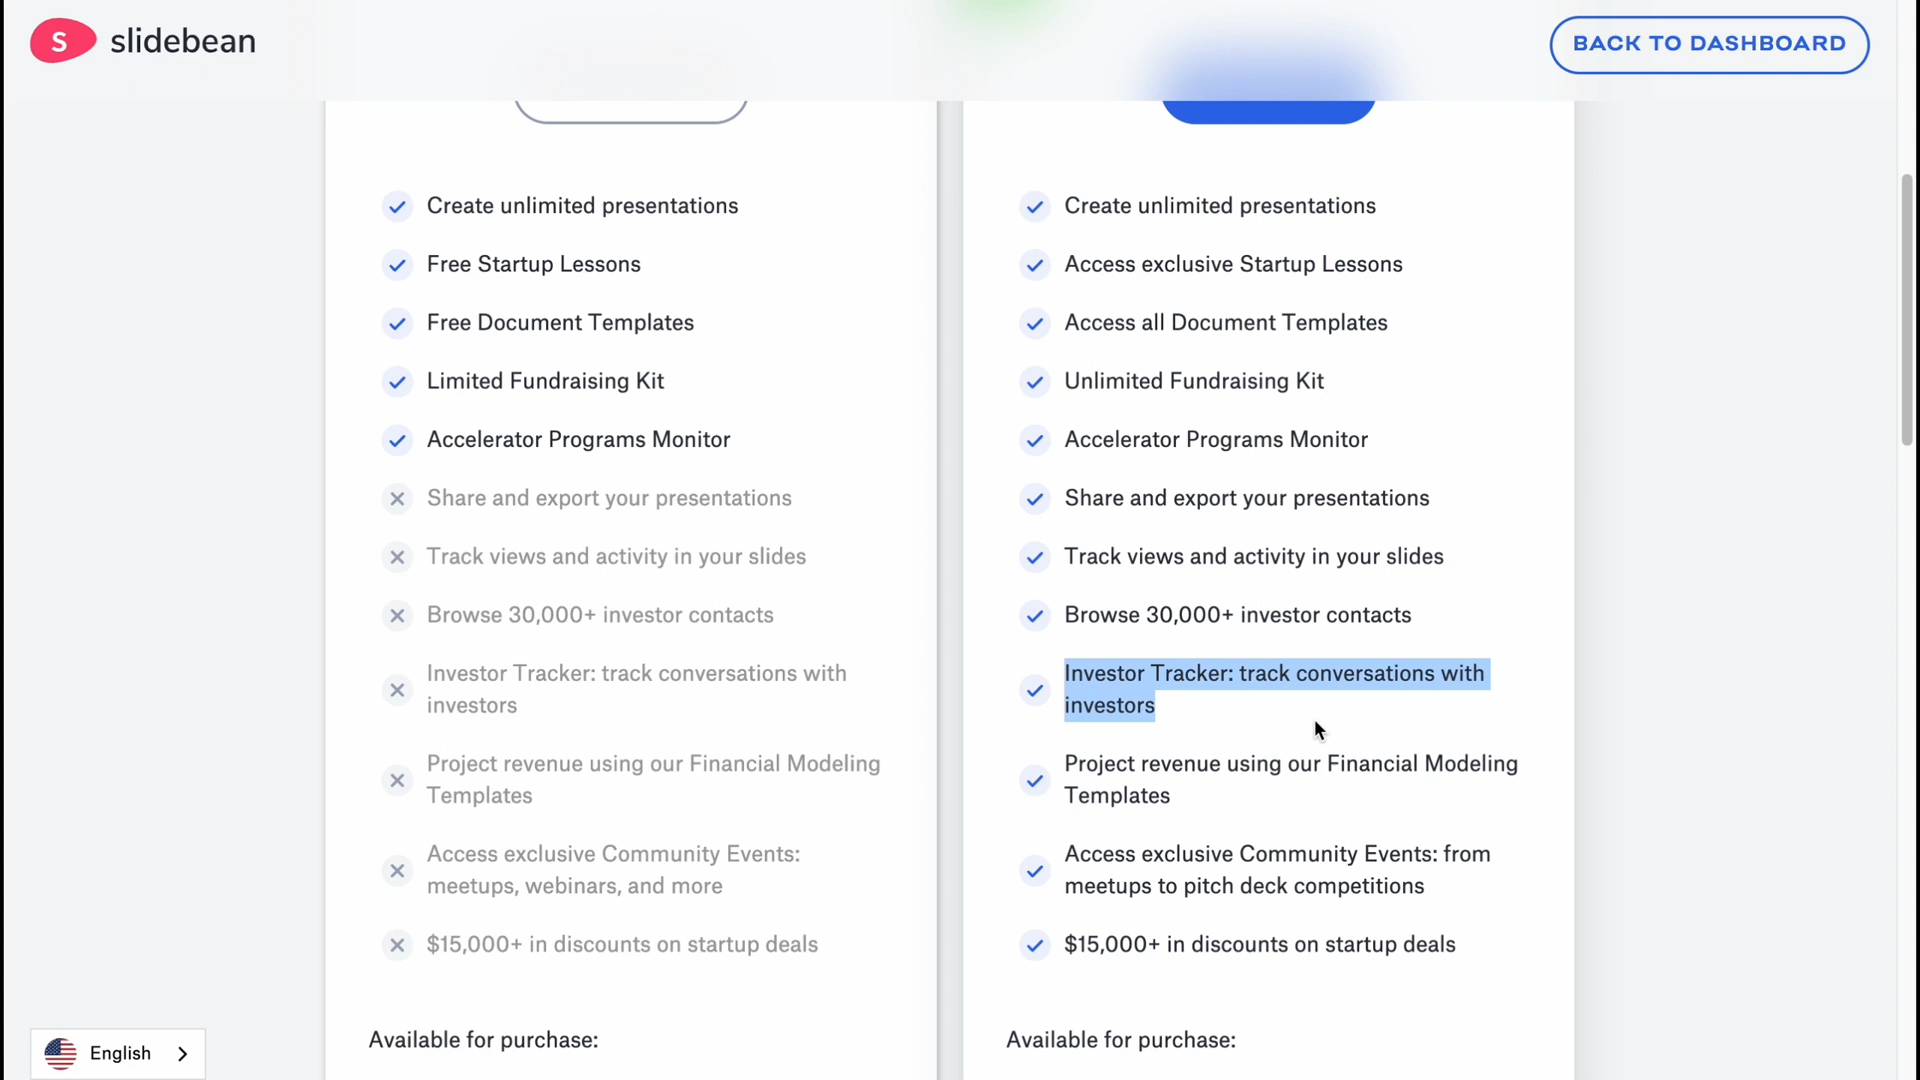 S slidebean
BACK TO DASHBOARD
Create unlimited presentations
Free Startup Lessons
Free Document Templates
Limited Fundraising Kit
Accelerator Programs Monitor
Share and export your presentations
Track views and activity in your slides
Browse 30,000+ investor contacts
Investor Tracker: track conversations with
investors
Project revenue using our Financial Modeling
Templates
Access exclusive Community Events:
meetups, webinars, and more
$15,000+ in discounts on startup deals
Available for purchase:
Create unlimited presentations
Access exclusive Startup Lessons
Access all Document Templates
Unlimited Fundraising Kit
Accelerator Programs Monitor
Share and export your presentations
Track views and activity in your slides
Browse 30,000+ investor contacts
Investor Tracker: track conversations with
investors
Project revenue using our Financial Modeling
Templates
Access exclusive Community Events: from
meetups to pitch deck competitions
$15,000+ in discounts on startup deals
Available for purchase:
English